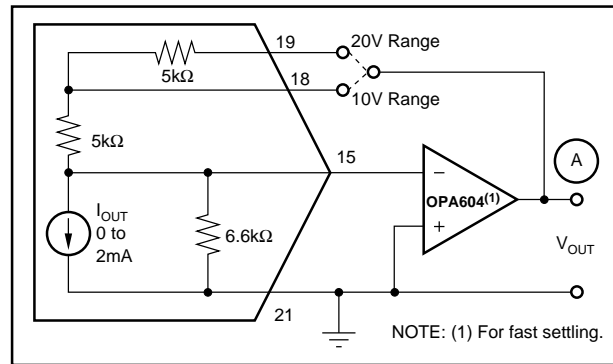 19
20V Range
5kΩ
18
10V Range
5kΩ
15
A
−
OPA604(1)
+
IOUT
0 to
2mA
6.6kΩ
VOUT
21
NOTE: (1) For fast settling.